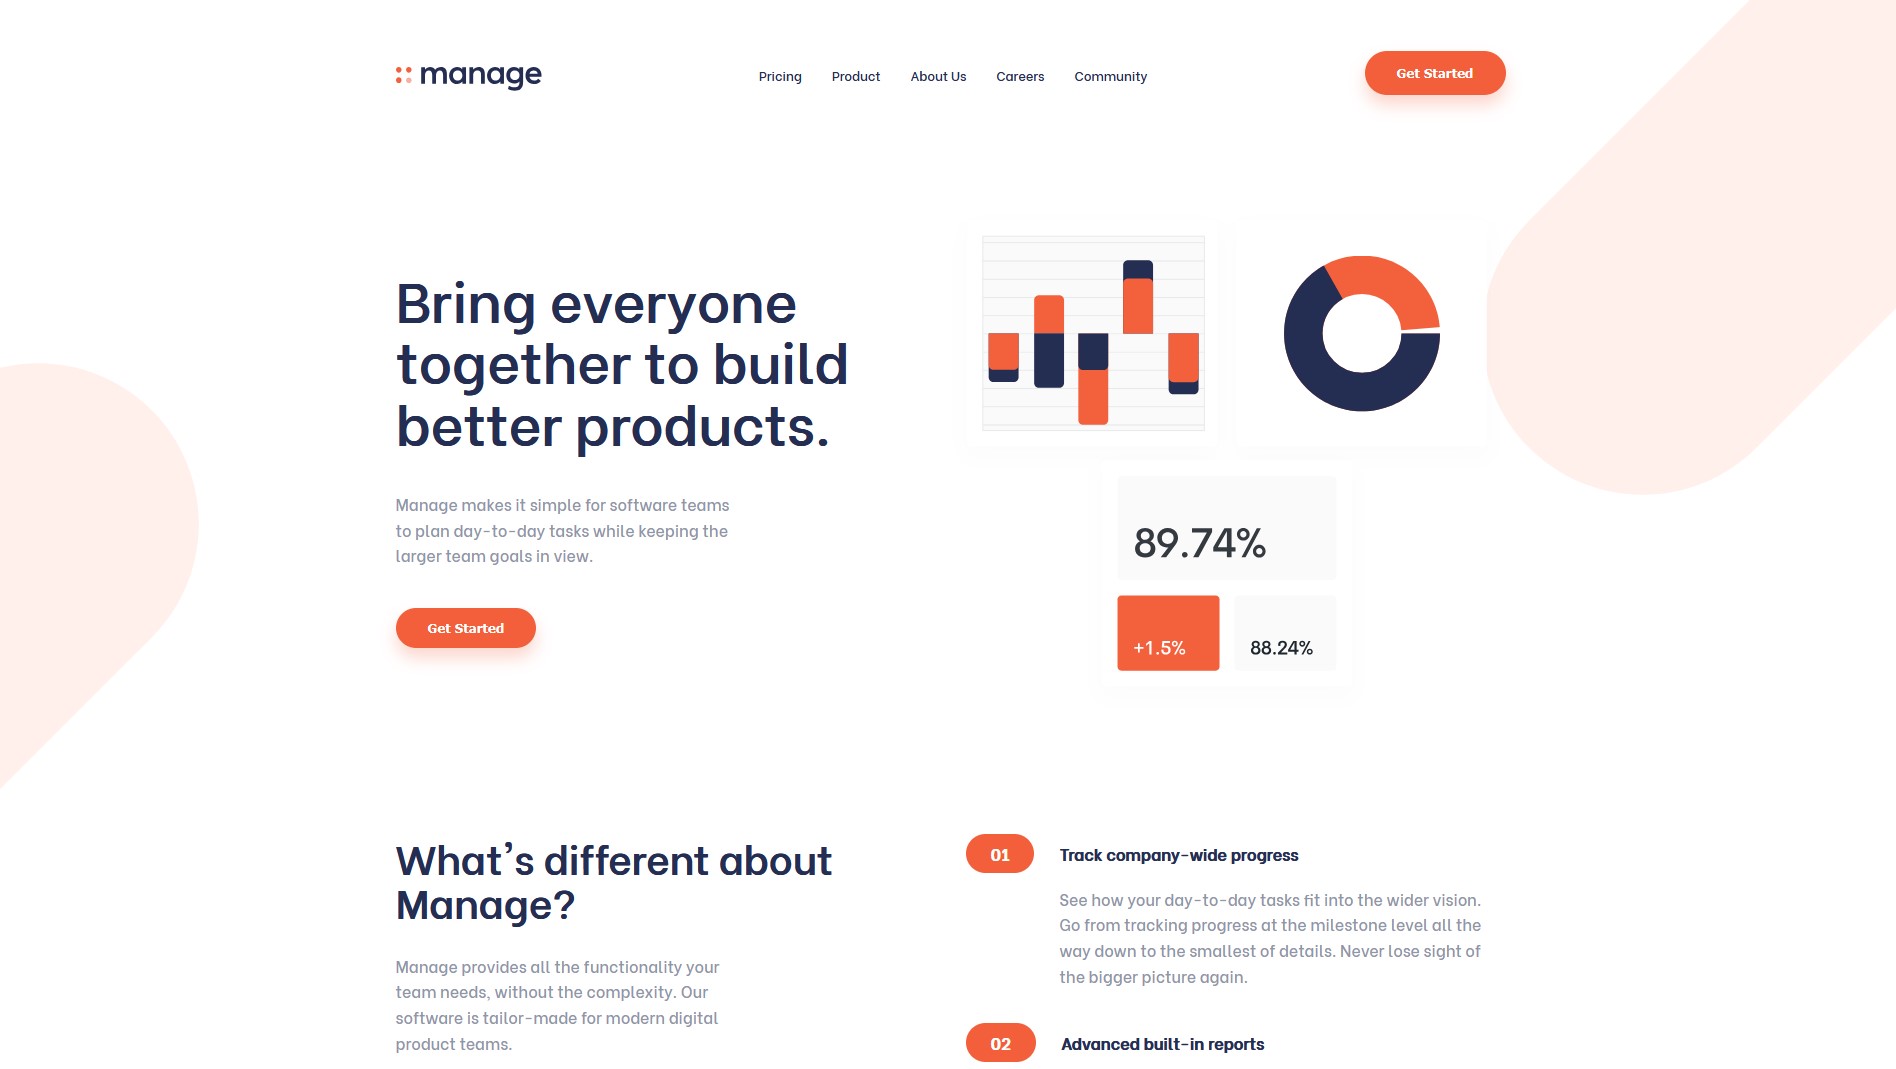 manage
Pricing
Product
About Us
Careers
Community
Get Started
Bring everyone
together to build
better products.
Manage makes it simple for software teams
to plan day-to-day tasks while keeping the
larger team goals in view.
Get Started
89.74%
+1.5%
88.24%
What's different about
Manage?
Manage provides all the functionality your
team needs, without the complexity. Our
software is tailor-made for modern digital
product teams.
01
Track company-wide progress
See how your day-to-day tasks fit into the wider vision.
Go from tracking progress at the milestone level all the
way down to the smallest of details. Never lose sight of
the bigger picture again.
02
Advanced built-in reports